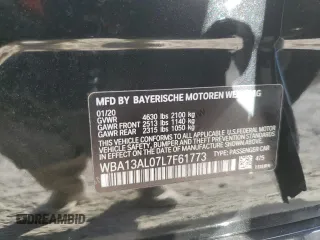 MFD BY BAYERISCHE MOTOREN
01/20
GVWR 4630 lbs 2100 kg
GAWR FRONT 2513 lbs 1140 kg
GAWR REAR 2315 lbs 1050 kg
THIS VEHICLE CONFORMS TO ALL
APPLICABLE U.S. FEDERAL MOTOR VEHICLE
SAFETY, BUMPER, AND THEFT PREVENTION
STANDARDS IN EFFECT ON THE DATE OF
MANUFACTURE SHOWN ABOVE.
WBA13AL07L7F61773
TYPE: PASSENGER CAR
475
DREAMBID